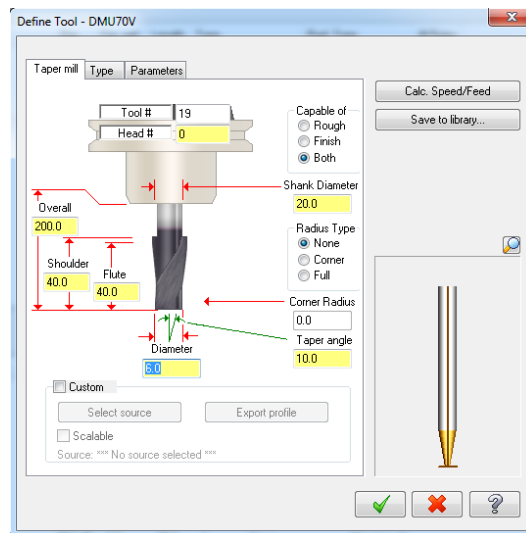 Define Tool - DMU70V
Taper mill Type Parameters
Calc. Speed/Feed
Save to library...
Tool # 19
Head # 0
Capable of
Rough
Finish
Both
Shank Diameter
20.0
Overall
200.0
Radius Type
None
Corner
Full
Shoulder
40.0
Flute
40.0
Corner Radius
0.0
Taper angle
10.0
Diameter
6.0
Custom
Select source Export profile
Scalable
Source: *** No source selected ***